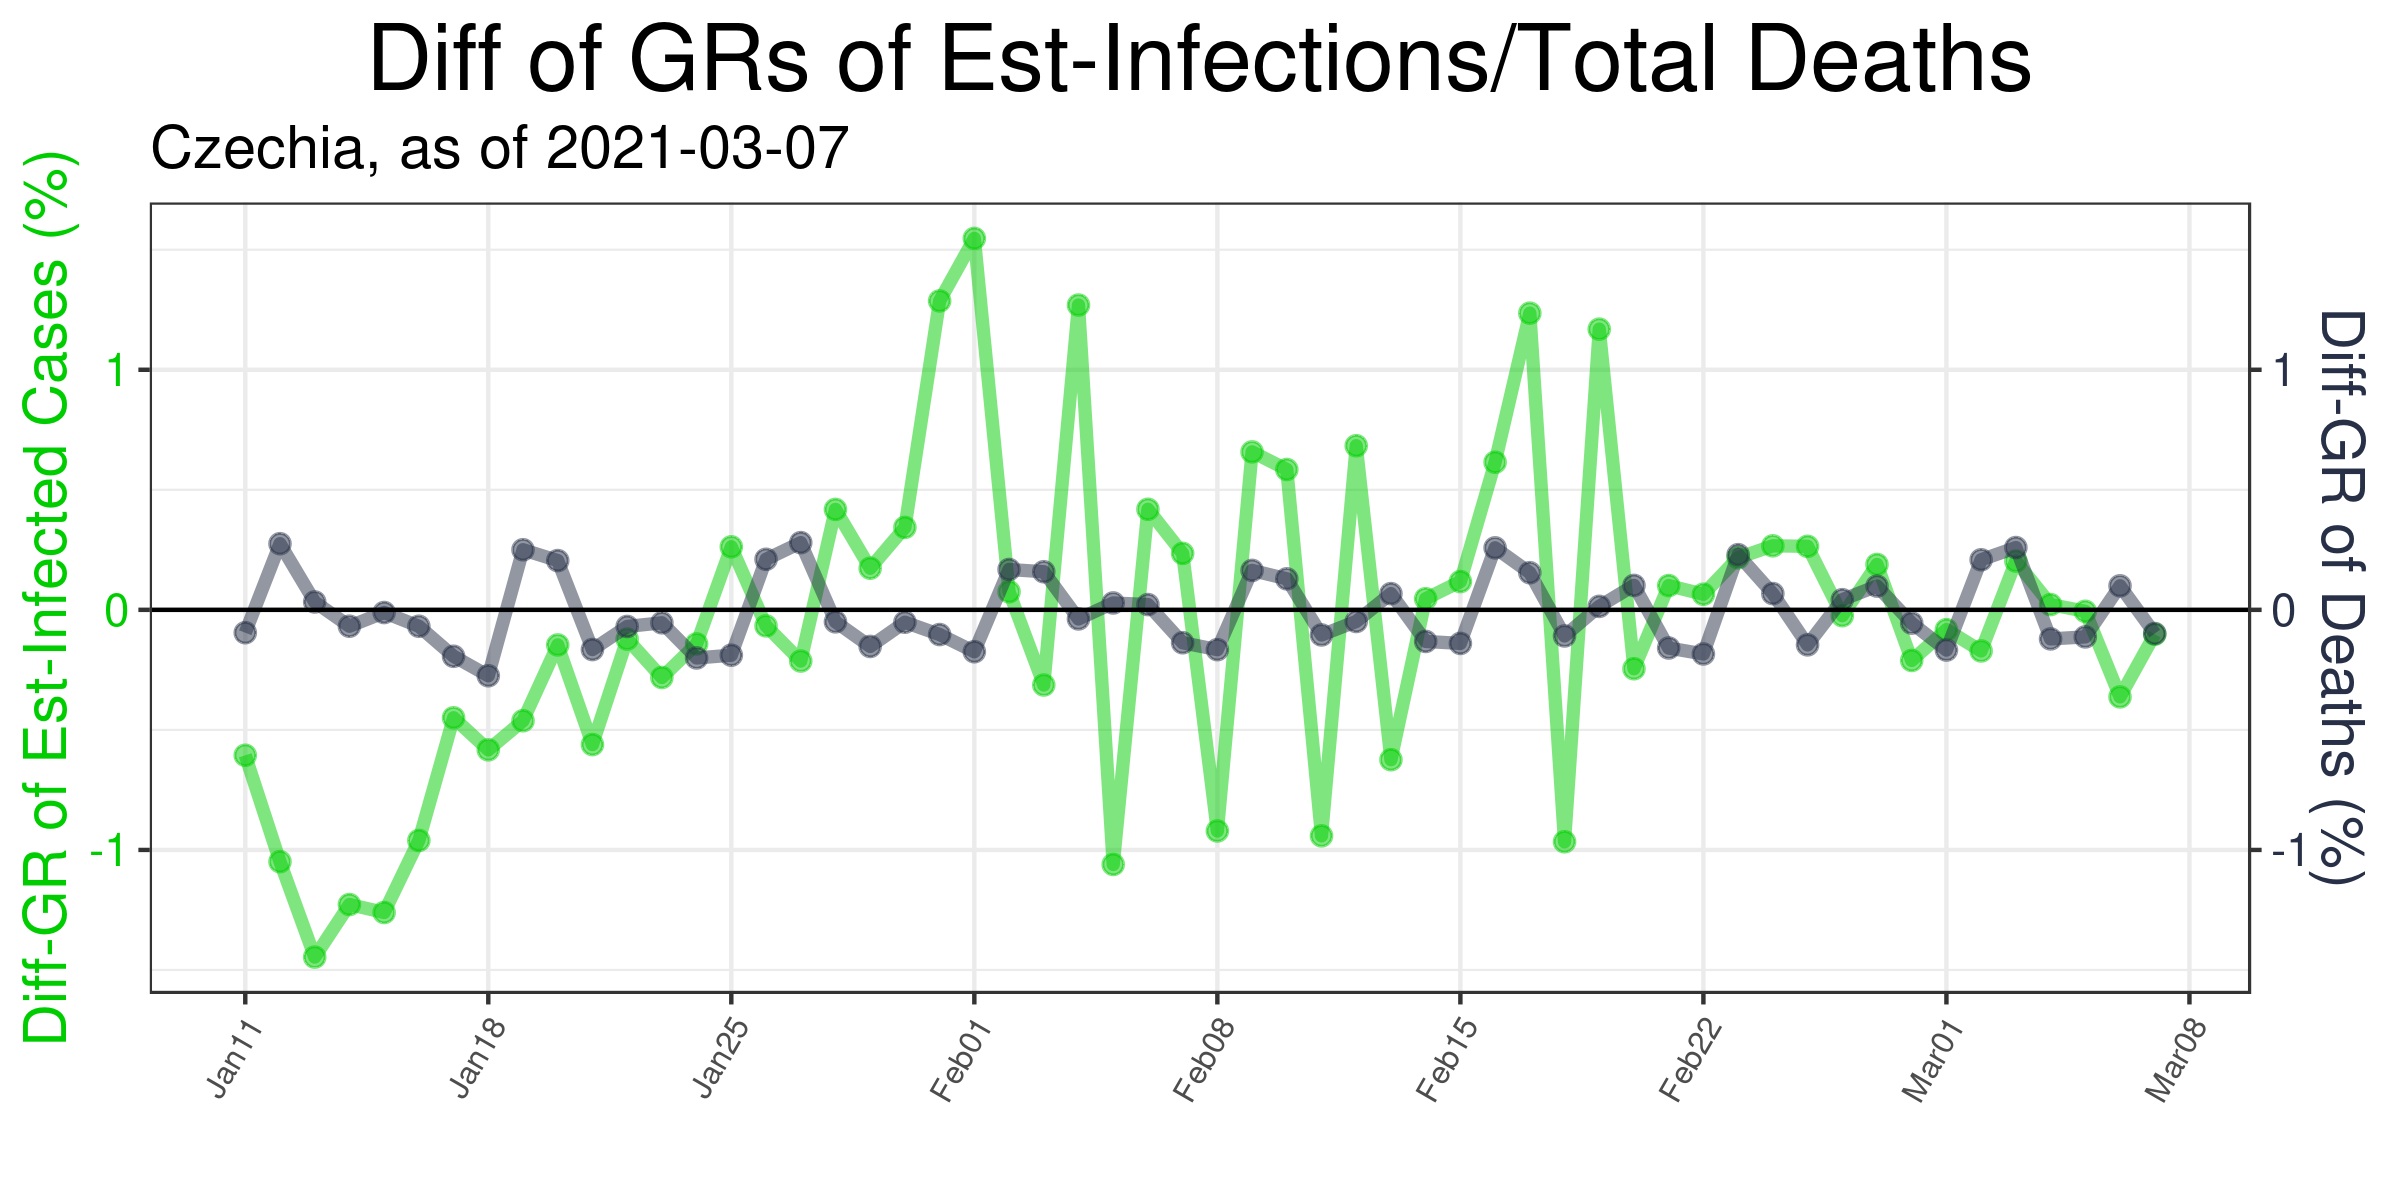 Diff of GRs of Est-Infections/Total Deaths
Czechia, as of 2021-03-07
Diff-GR of Est-Infected Cases (%)
1
0
-1
1
0
-1
Diff-GR of Deaths (%)
Jan11
Jan18
Jan25
Feb01
Feb08
Feb15
Feb22
Mar01
Mar08